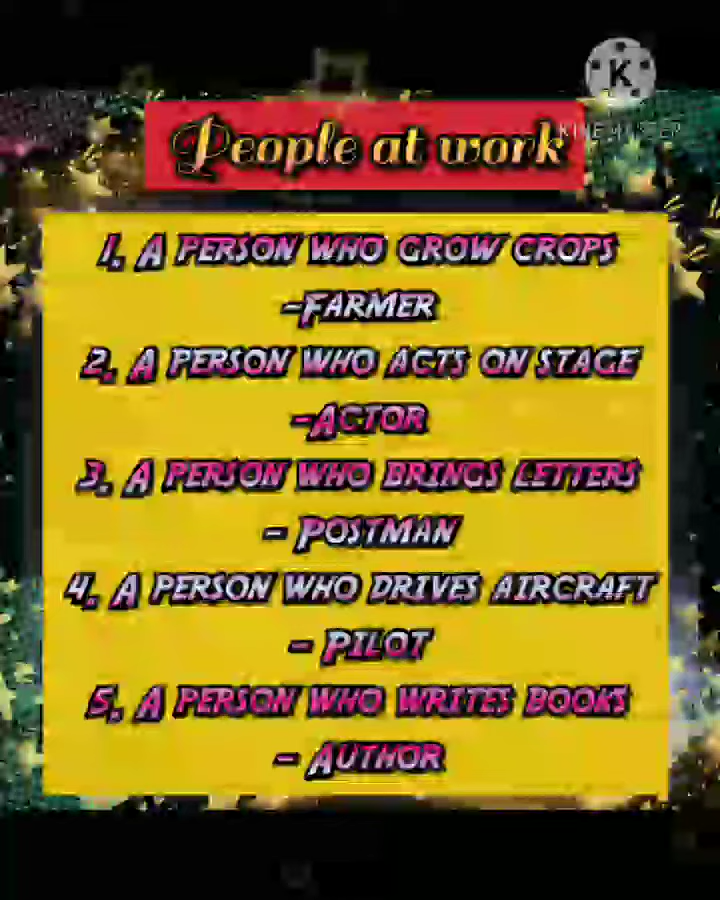 K
KINEMASTER
People at work
1. A PERSON WHO GROW CROPS
-FARMER
2. A PERSON WHO ACTS ON STAGE
-ACTOR
3. A PERSON WHO BRINGS LETTERS
- POSTMAN
4. A PERSON WHO DRIVES AIRCRAFT
- PILOT
5. A PERSON WHO WRITES BOOKS
- AUTHOR